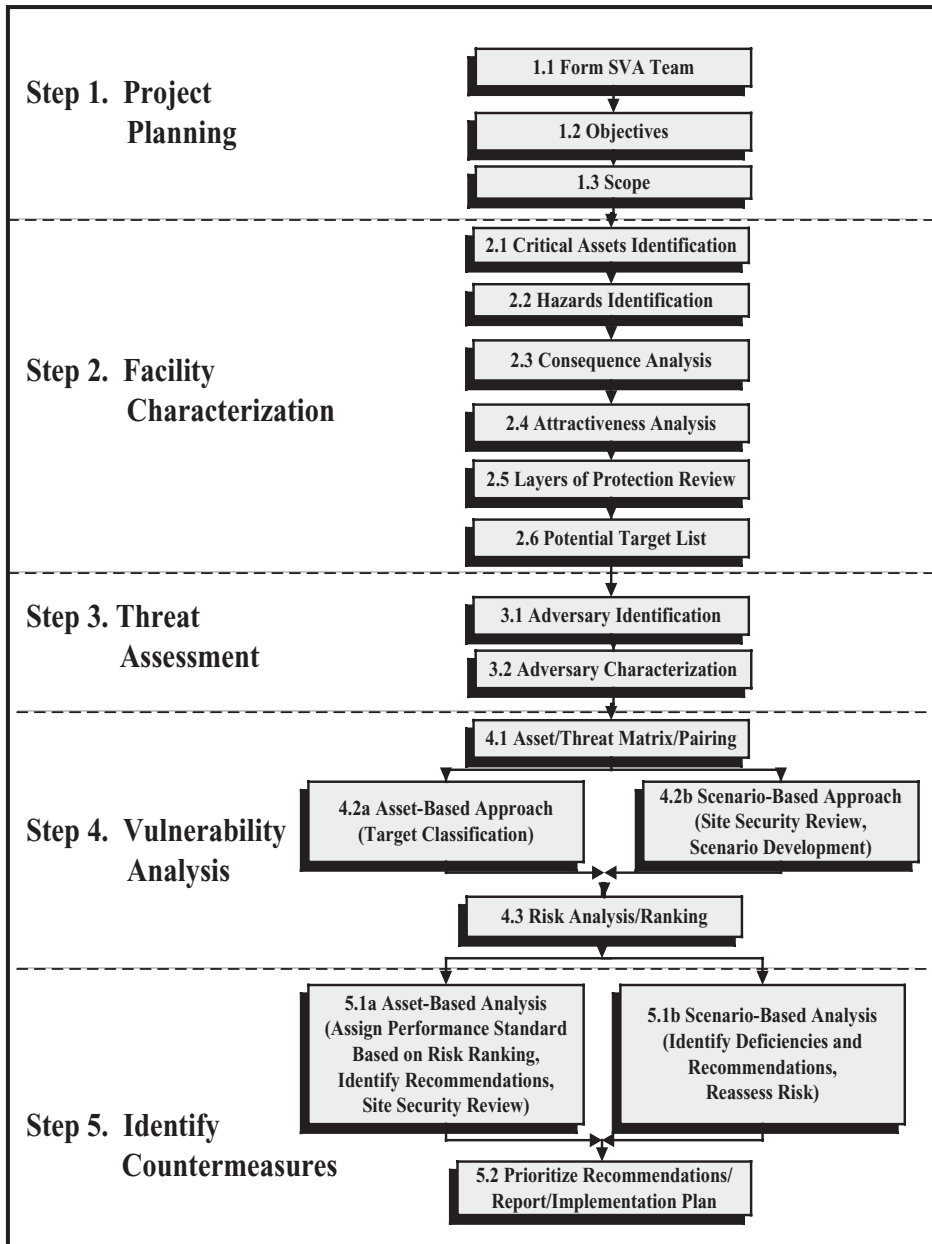 Step 1. Project
Planning
1.1 Form SVA Team
1.2 Objectives
1.3 Scope
Step 2. Facility
Characterization
2.1 Critical Assets Identification
2.2 Hazards Identification
2.3 Consequence Analysis
2.4 Attractiveness Analysis
2.5 Layers of Protection Review
2.6 Potential Target List
Step 3. Threat
Assessment
3.1 Adversary Identification
3.2 Adversary Characterization
Step 4. Vulnerability
Analysis
4.1 Asset/Threat Matrix/Pairing
4.2a Asset-Based Approach
(Target Classification)
4.2b Scenario-Based Approach
(Site Security Review,
Scenario Development)
4.3 Risk Analysis/Ranking
Step 5. Identify
Countermeasures
5.1a Asset-Based Analysis
(Assign Performance Standard
Based on Risk Ranking,
Identify Recommendations,
Site Security Review)
5.1b Scenario-Based Analysis
(Identify Deficiencies and
Recommendations,
Reassess Risk)
5.2 Prioritize Recommendations/
Report/Implementation Plan